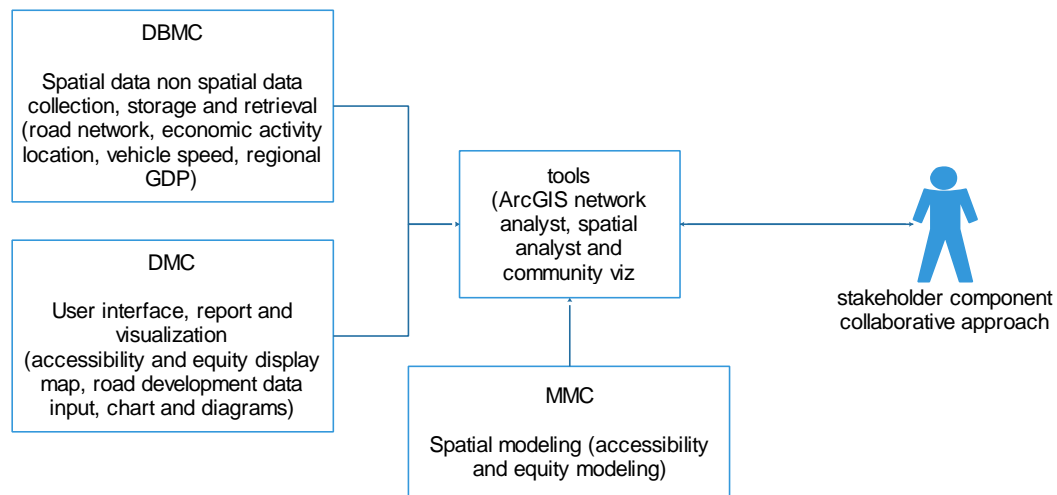 DBMC
Spatial data non spatial data
collection, storage and retrieval
(road network, economic activity
location, vehicle speed, regional
GDP)
DMC
User interface, report and
visualization
(accessibility and equity display
map, road development data
input, chart and diagrams)
tools
(ArcGIS network
analyst, spatial
analyst and
community viz
MMC
Spatial modeling (accessibility
and equity modeling)
stakeholder component
collaborative approach